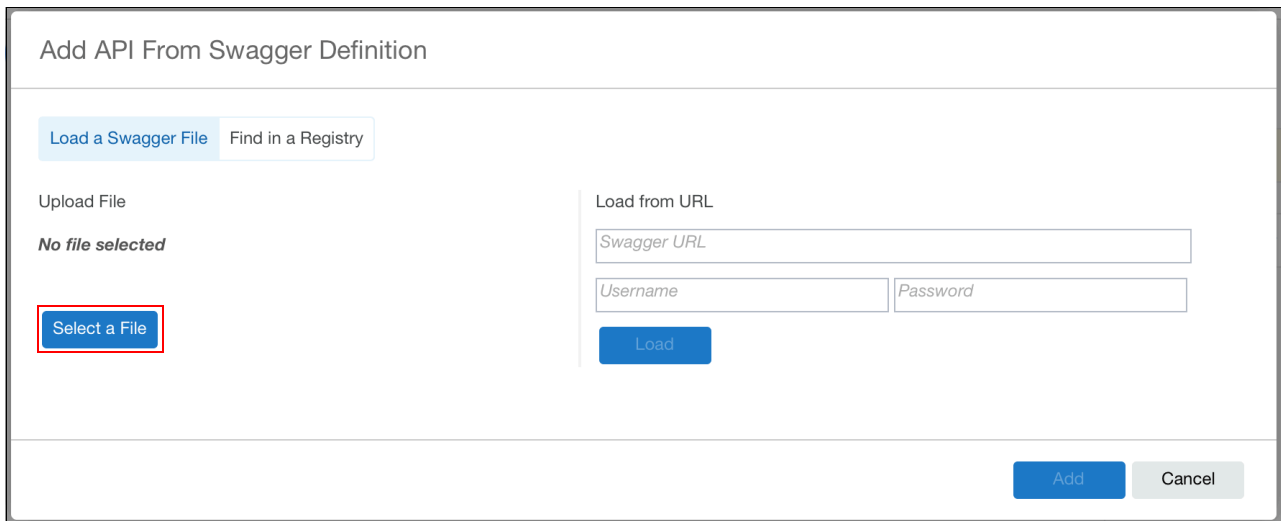 Add API From Swagger Definition
Load a Swagger File
Find in a Registry
Upload File
No file selected
Select a File
Load from URL
Swagger URL
Username
Password
Load
Add
Cancel